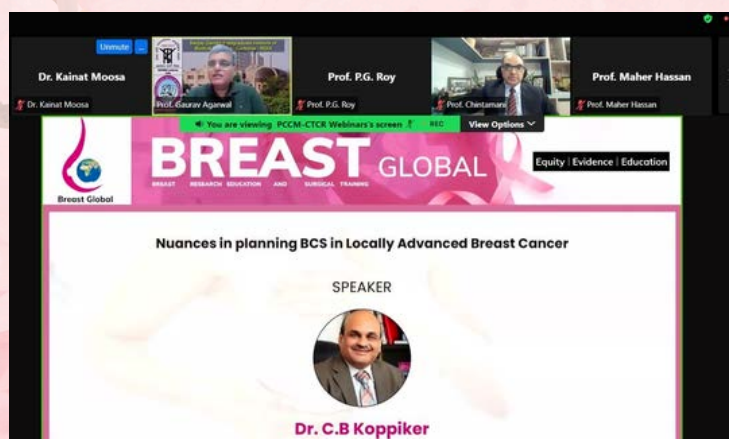 Unmute ...
Dr. Kainat Moosa
Prof. P.G. Roy
Prof. Maher Hassan
Dr. Kainat Moosa
Prof. Gaurav Agarwal
Prof. P.G. Roy
Prof. Chintamani
Prof. Maher Hassan
You are viewing PCCM-CTCR Webinars's screen
REC
View Options
BREAST GLOBAL
BREAST RESEARCH EDUCATION AND SURGICAL TRAINING
Equity | Evidence | Education
Breast Global
Nuances in planning BCS in Locally Advanced Breast Cancer
SPEAKER
Dr. C.B Koppiker